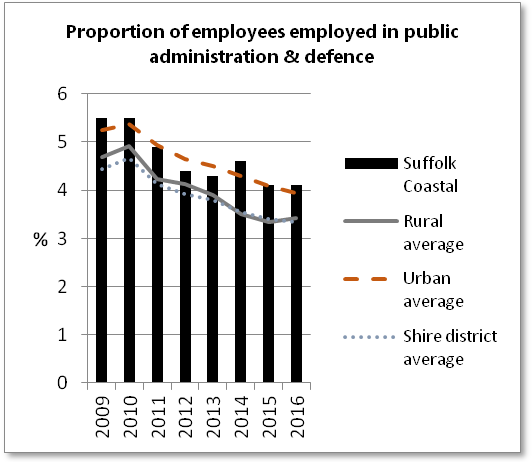 Proportion of employees employed in public
administration & defence
6
5
4
3
2
1
0
%
2009
2010
2011
2012
2013
2014
2015
2016
Suffolk
Coastal
Rural
average
Urban
average
Shire district
average